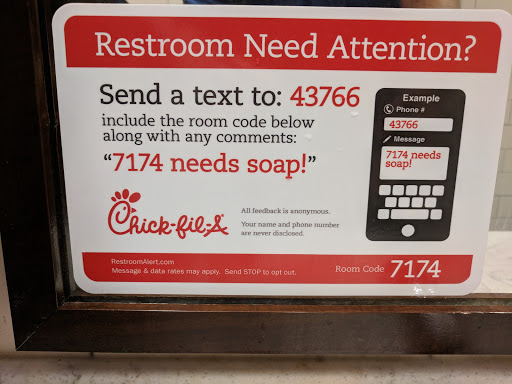 Restroom Need Attention?
Send a text to: 43766
include the room code below
along with any comments:
“7174 needs soap!”
Chick-fil-A
All feedback is anonymous.
Your name and phone number
are never disclosed.
Example
Phone #
43766
Message
7174 needs
soap!
RestroomAlert.com
Message & data rates may apply. Send STOP to opt out.
Room Code 7174